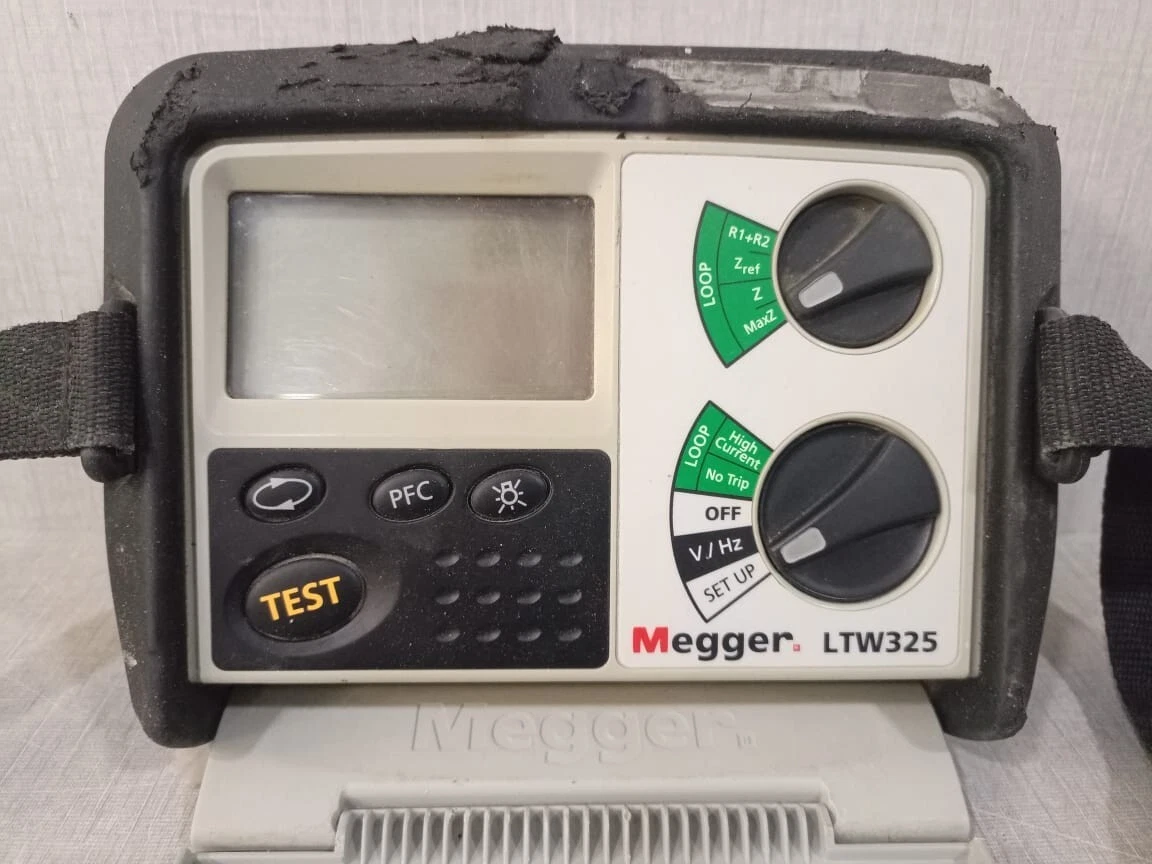 LOOP
R1+R2
Zref
Z
MaxZ
LOOP
High
Current
No Trip
OFF
V./ Hz
SET UP
PFC
TEST
Megger. LTW325
Megger